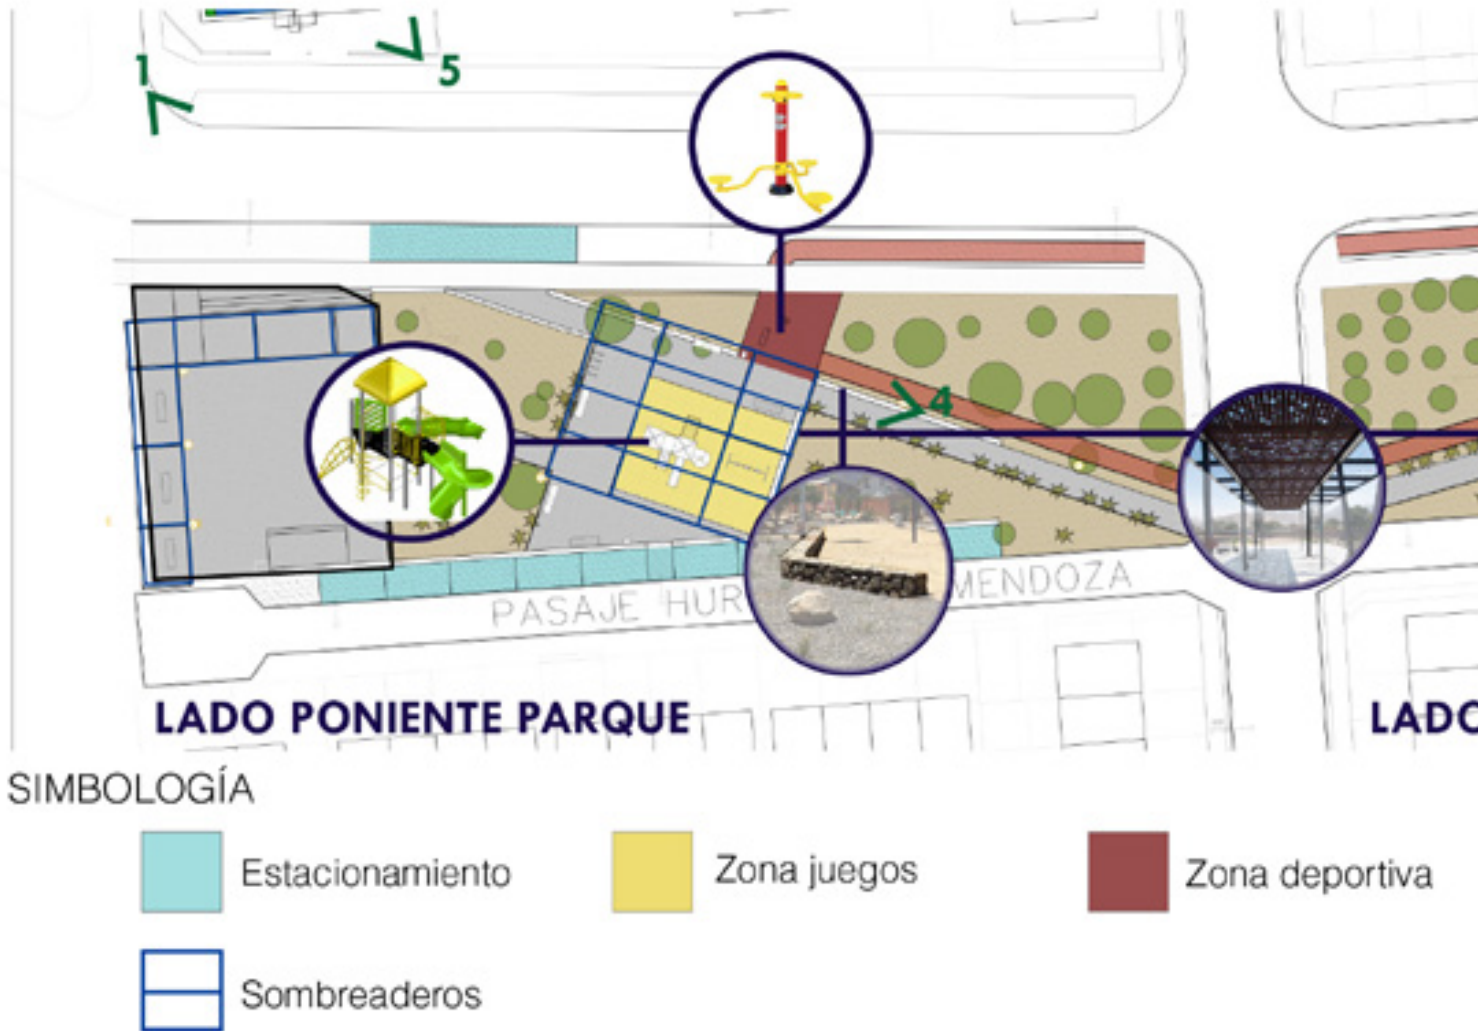 1
5
4
PASAJE HUR
MENDOZA
LADO PONIENTE PARQUE
LADO
SIMBOLOGÍA
Estacionamiento
Zona juegos
Zona deportiva
Sombreaderos